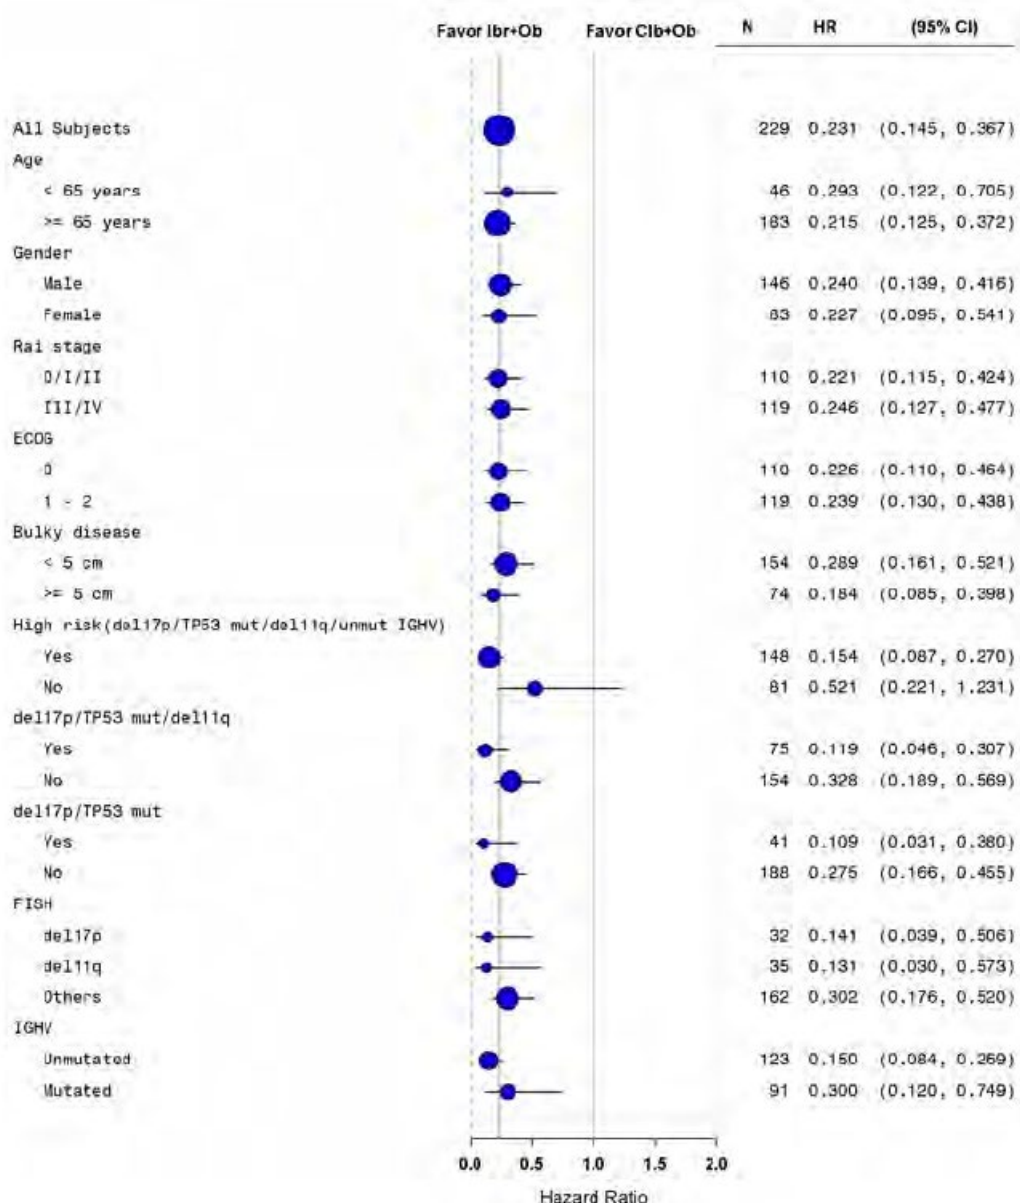 Favor Ibr+Ob Favor Clb+Ob N HR (95% CI)
All Subjects 229 0.231 (0.145, 0.367)
Age
< 65 years 46 0.293 (0.122, 0.705)
>= 65 years 183 0.215 (0.125, 0.372)
Gender
Male 146 0.240 (0.139, 0.416)
Female 83 0.227 (0.095, 0.541)
Rai stage
0/I/II 110 0.221 (0.115, 0.424)
III/IV 119 0.246 (0.127, 0.477)
ECOG
0 110 0.226 (0.110, 0.464)
1 - 2 119 0.239 (0.130, 0.438)
Bulky disease
< 5 cm 154 0.289 (0.161, 0.521)
>= 5 cm 74 0.184 (0.085, 0.398)
High risk(del17p/TP53 mut/del11q/unmut IGHV)
Yes 148 0.154 (0.087, 0.270)
No 81 0.521 (0.221, 1.231)
del17p/TP53 mut/del11q
Yes 75 0.119 (0.046, 0.307)
No 154 0.328 (0.189, 0.569)
del17p/TP53 mut
Yes 41 0.109 (0.031, 0.380)
No 188 0.275 (0.166, 0.455)
FISH
del17p 32 0.141 (0.039, 0.506)
del11q 35 0.131 (0.030, 0.573)
Others 162 0.302 (0.176, 0.520)
IGHV
Unmutated 123 0.150 (0.084, 0.269)
Mutated 91 0.300 (0.120, 0.749)
0.0 0.5 1.0 1.5 2.0
Hazard Ratio